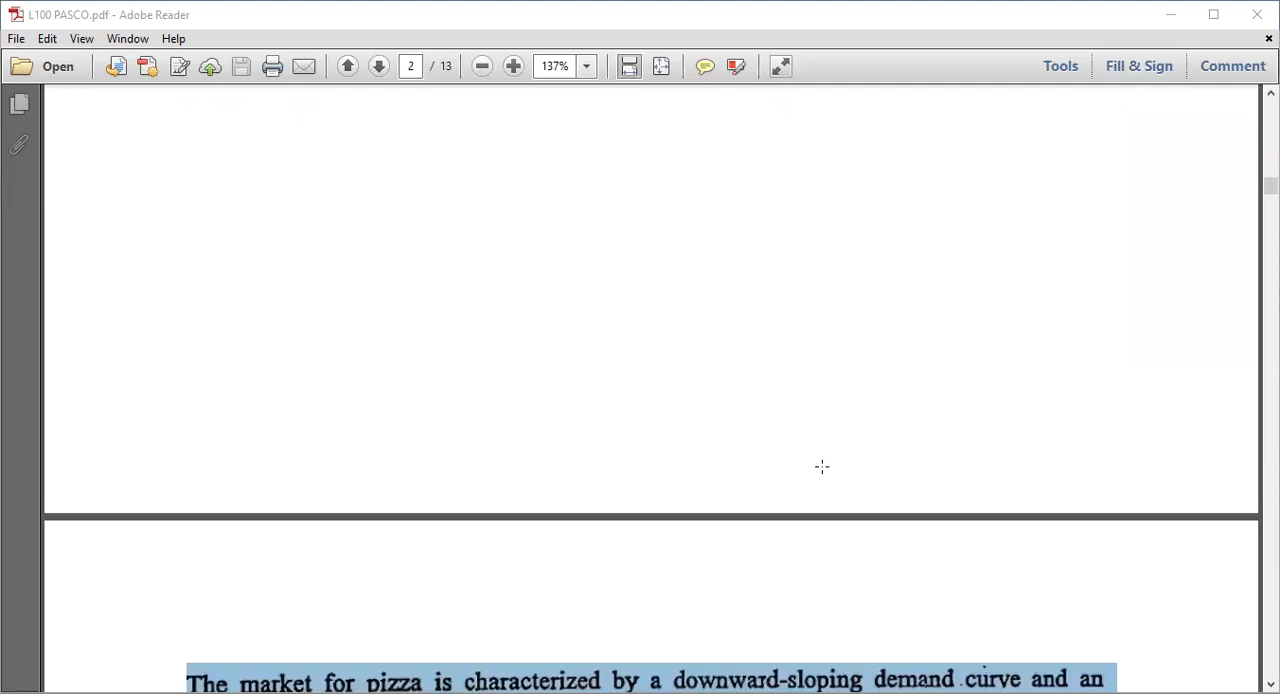 L100 PASCO.pdf - Adobe Reader
File Edit View Window Help
Open 2 / 13 137% Tools Fill & Sign Comment
The market for pizza is characterized by a downward-sloping demand curve and an